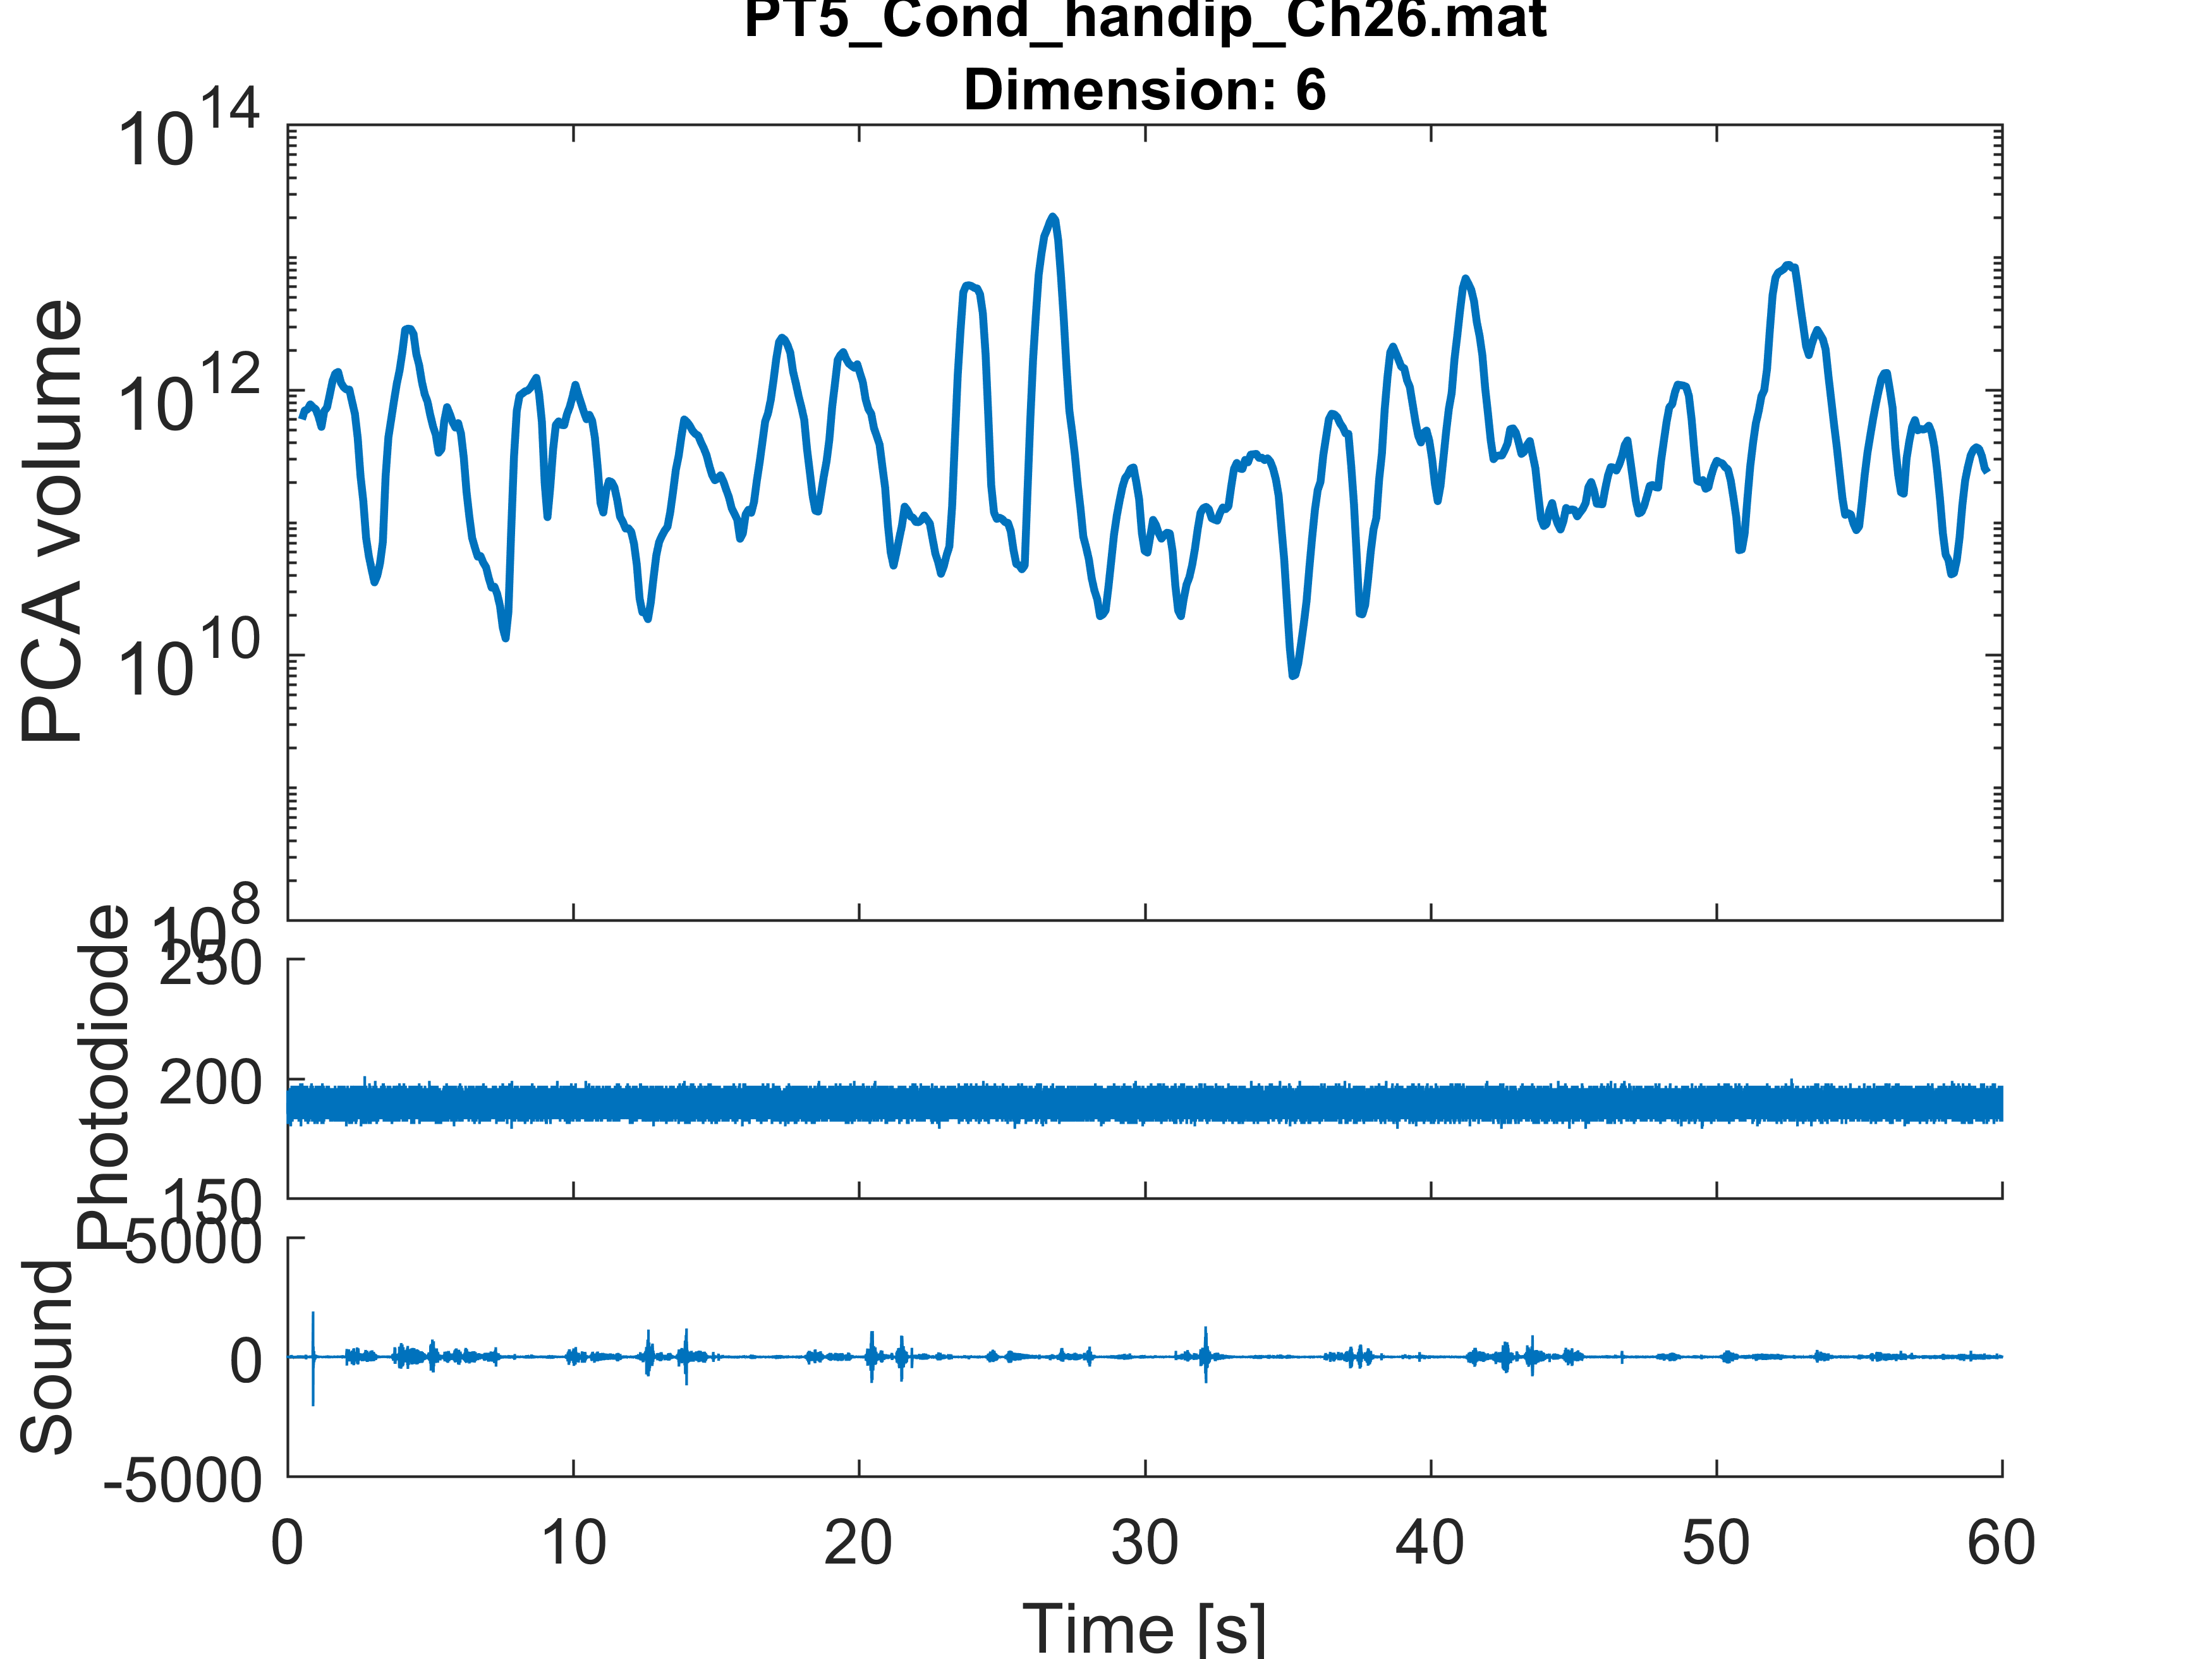 PT5_Cond_handip_Ch26.mat
Dimension: 6
PCA volume
10^14
10^12
10^10
10^8
Photodiode
250
200
150
Sound
5000
0
-5000
0 10 20 30 40 50 60
Time [s]